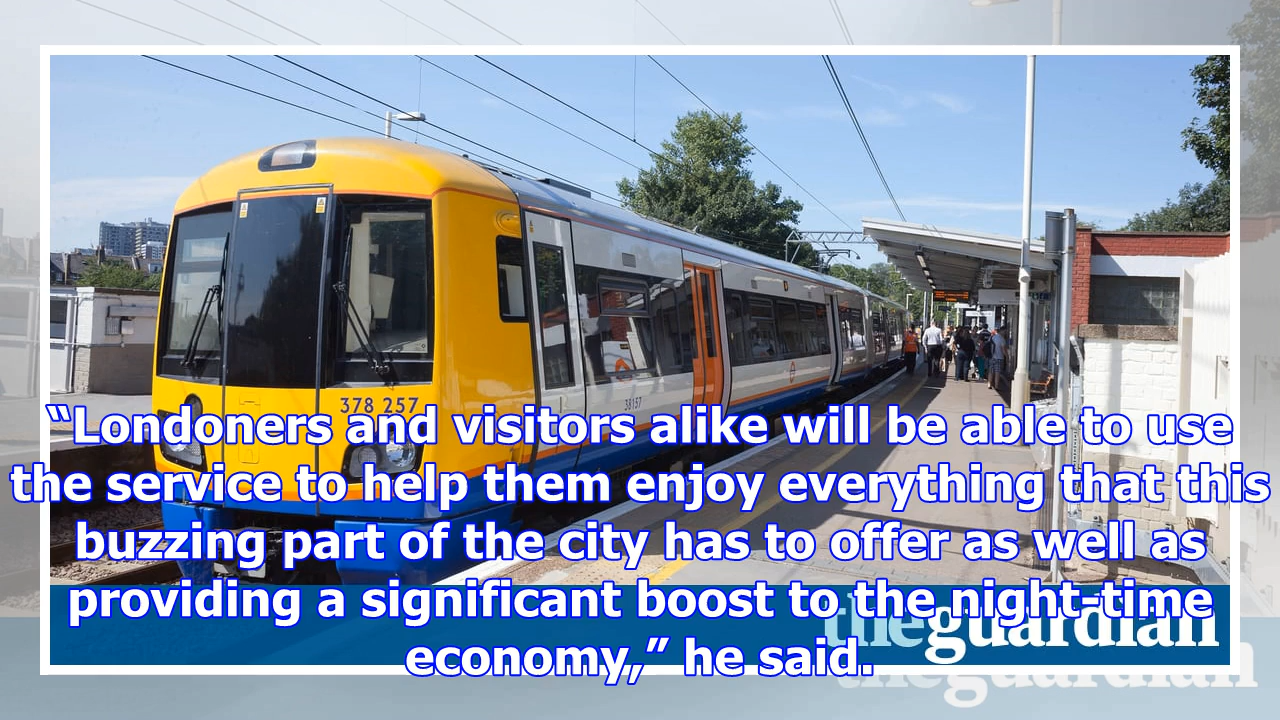 378 257
38157
“Londoners and visitors alike will be able to use
the service to help them enjoy everything that this
buzzing part of the city has to offer as well as
providing a significant boost to the night-time
economy,” he said.
theguardian
theguardian